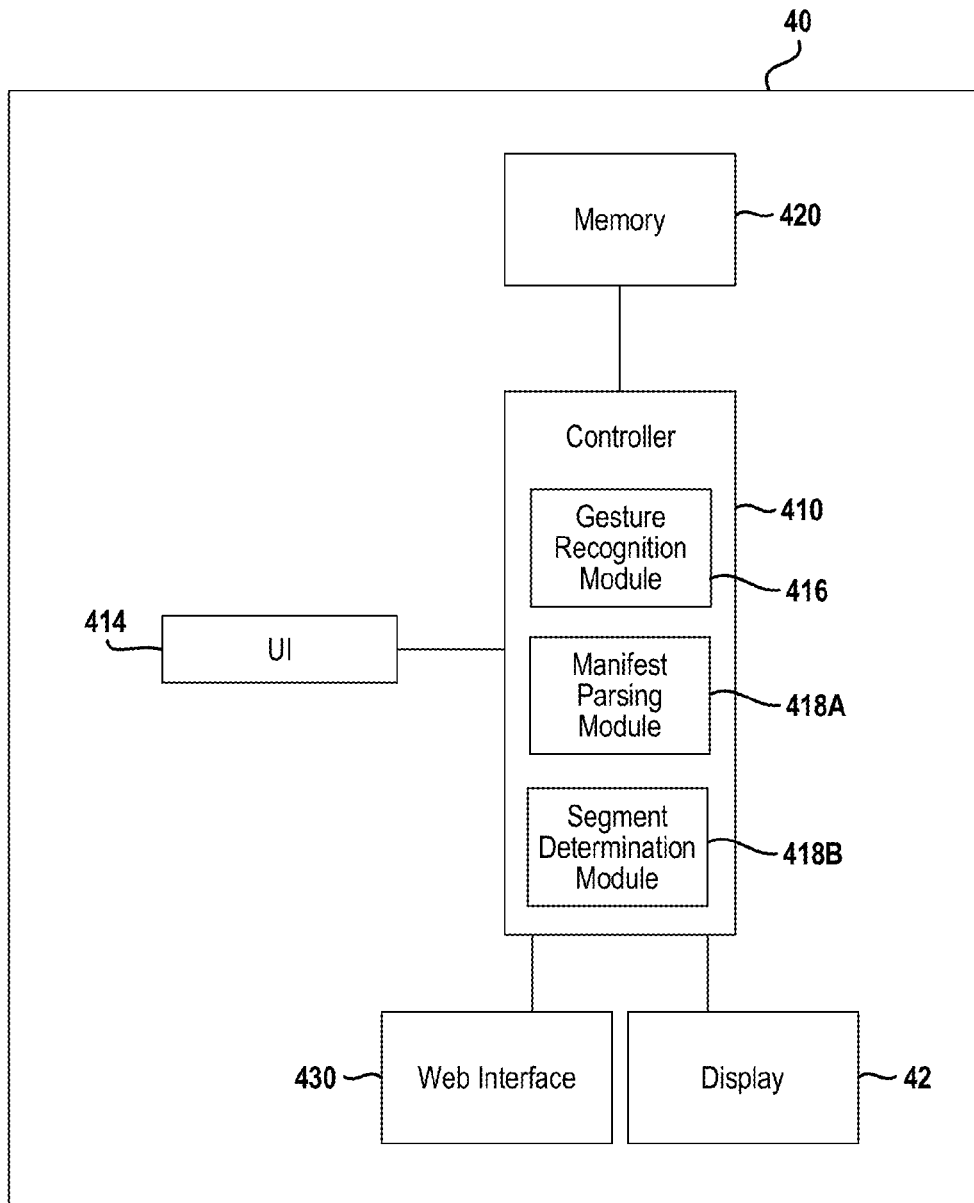 40
Memory
420
Controller
410
Gesture
Recognition
Module
416
414
UI
Manifest
Parsing
Module
418A
Segment
Determination
Module
418B
430
Web Interface
Display
42